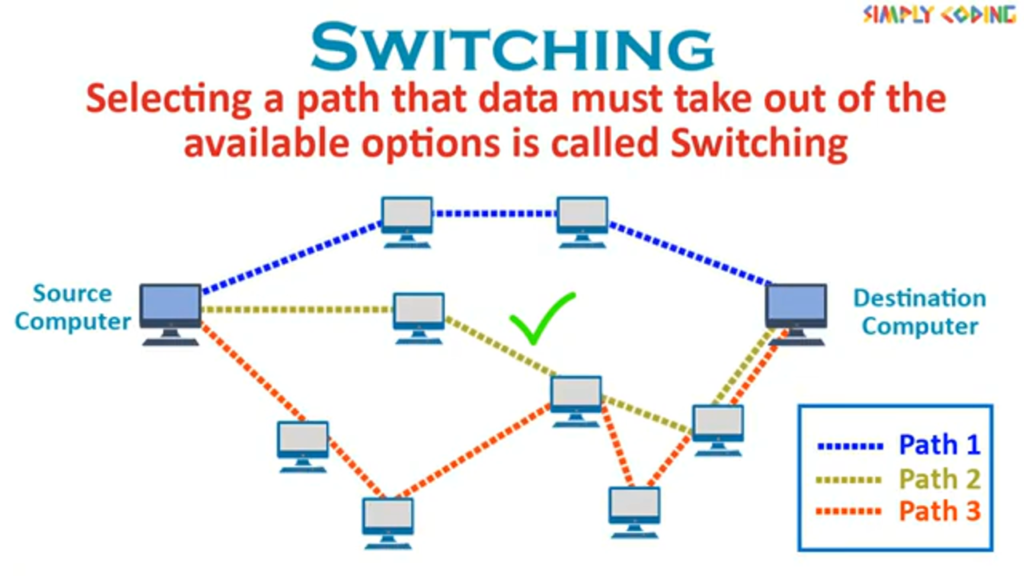 SIMPLY CODING
SWITCHING
Selecting a path that data must take out of the
available options is called Switching
Source
Computer
Destination
Computer
Path 1
Path 2
Path 3